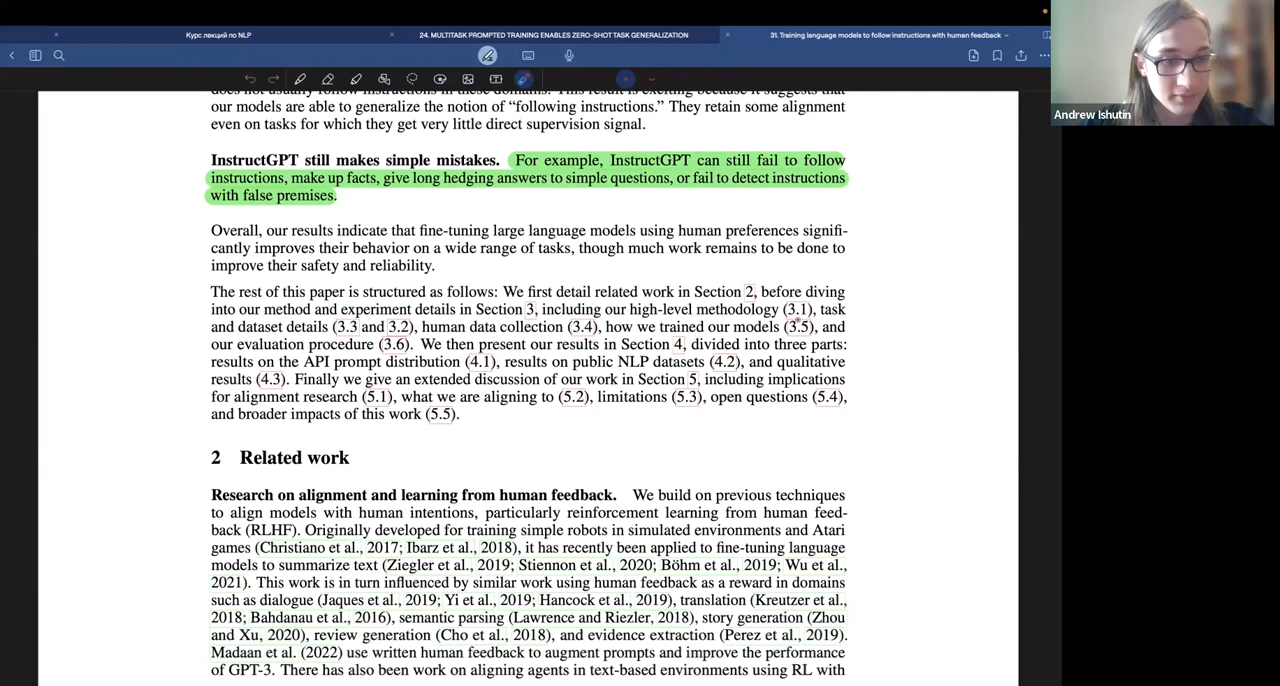 Курс лекций по NLP
24. MULTITASK PROMPTED TRAINING ENABLES ZERO-SHOT TASK GENERALIZATION
31. Training language models to follow instructions with human feedback
does not usually follow instructions in these domains. This result is exciting because it suggests that
our models are able to generalize the notion of “following instructions.” They retain some alignment
even on tasks for which they get very little direct supervision signal.
InstructGPT still makes simple mistakes. For example, InstructGPT can still fail to follow
instructions, make up facts, give long hedging answers to simple questions, or fail to detect instructions
with false premises.
Overall, our results indicate that fine-tuning large language models using human preferences signifi-
cantly improves their behavior on a wide range of tasks, though much work remains to be done to
improve their safety and reliability.
The rest of this paper is structured as follows: We first detail related work in Section 2, before diving
into our method and experiment details in Section 3, including our high-level methodology (3.1), task
and dataset details (3.3 and 3.2), human data collection (3.4), how we trained our models (3.5), and
our evaluation procedure (3.6). We then present our results in Section 4, divided into three parts:
results on the API prompt distribution (4.1), results on public NLP datasets (4.2), and qualitative
results (4.3). Finally we give an extended discussion of our work in Section 5, including implications
for alignment research (5.1), what we are aligning to (5.2), limitations (5.3), open questions (5.4),
and broader impacts of this work (5.5).
2 Related work
Research on alignment and learning from human feedback. We build on previous techniques
to align models with human intentions, particularly reinforcement learning from human feed-
back (RLHF). Originally developed for training simple robots in simulated environments and Atari
games (Christiano et al., 2017; Ibarz et al., 2018), it has recently been applied to fine-tuning language
models to summarize text (Ziegler et al., 2019; Stiennon et al., 2020; Böhm et al., 2019; Wu et al.,
2021). This work is in turn influenced by similar work using human feedback as a reward in domains
such as dialogue (Jaques et al., 2019; Yi et al., 2019; Hancock et al., 2019), translation (Kreutzer et al.,
2018; Bahdanau et al., 2016), semantic parsing (Lawrence and Riezler, 2018), story generation (Zhou
and Xu, 2020), review generation (Cho et al., 2018), and evidence extraction (Perez et al., 2019).
Madaan et al. (2022) use written human feedback to augment prompts and improve the performance
of GPT-3. There has also been work on aligning agents in text-based environments using RL with
Andrew Ishutin